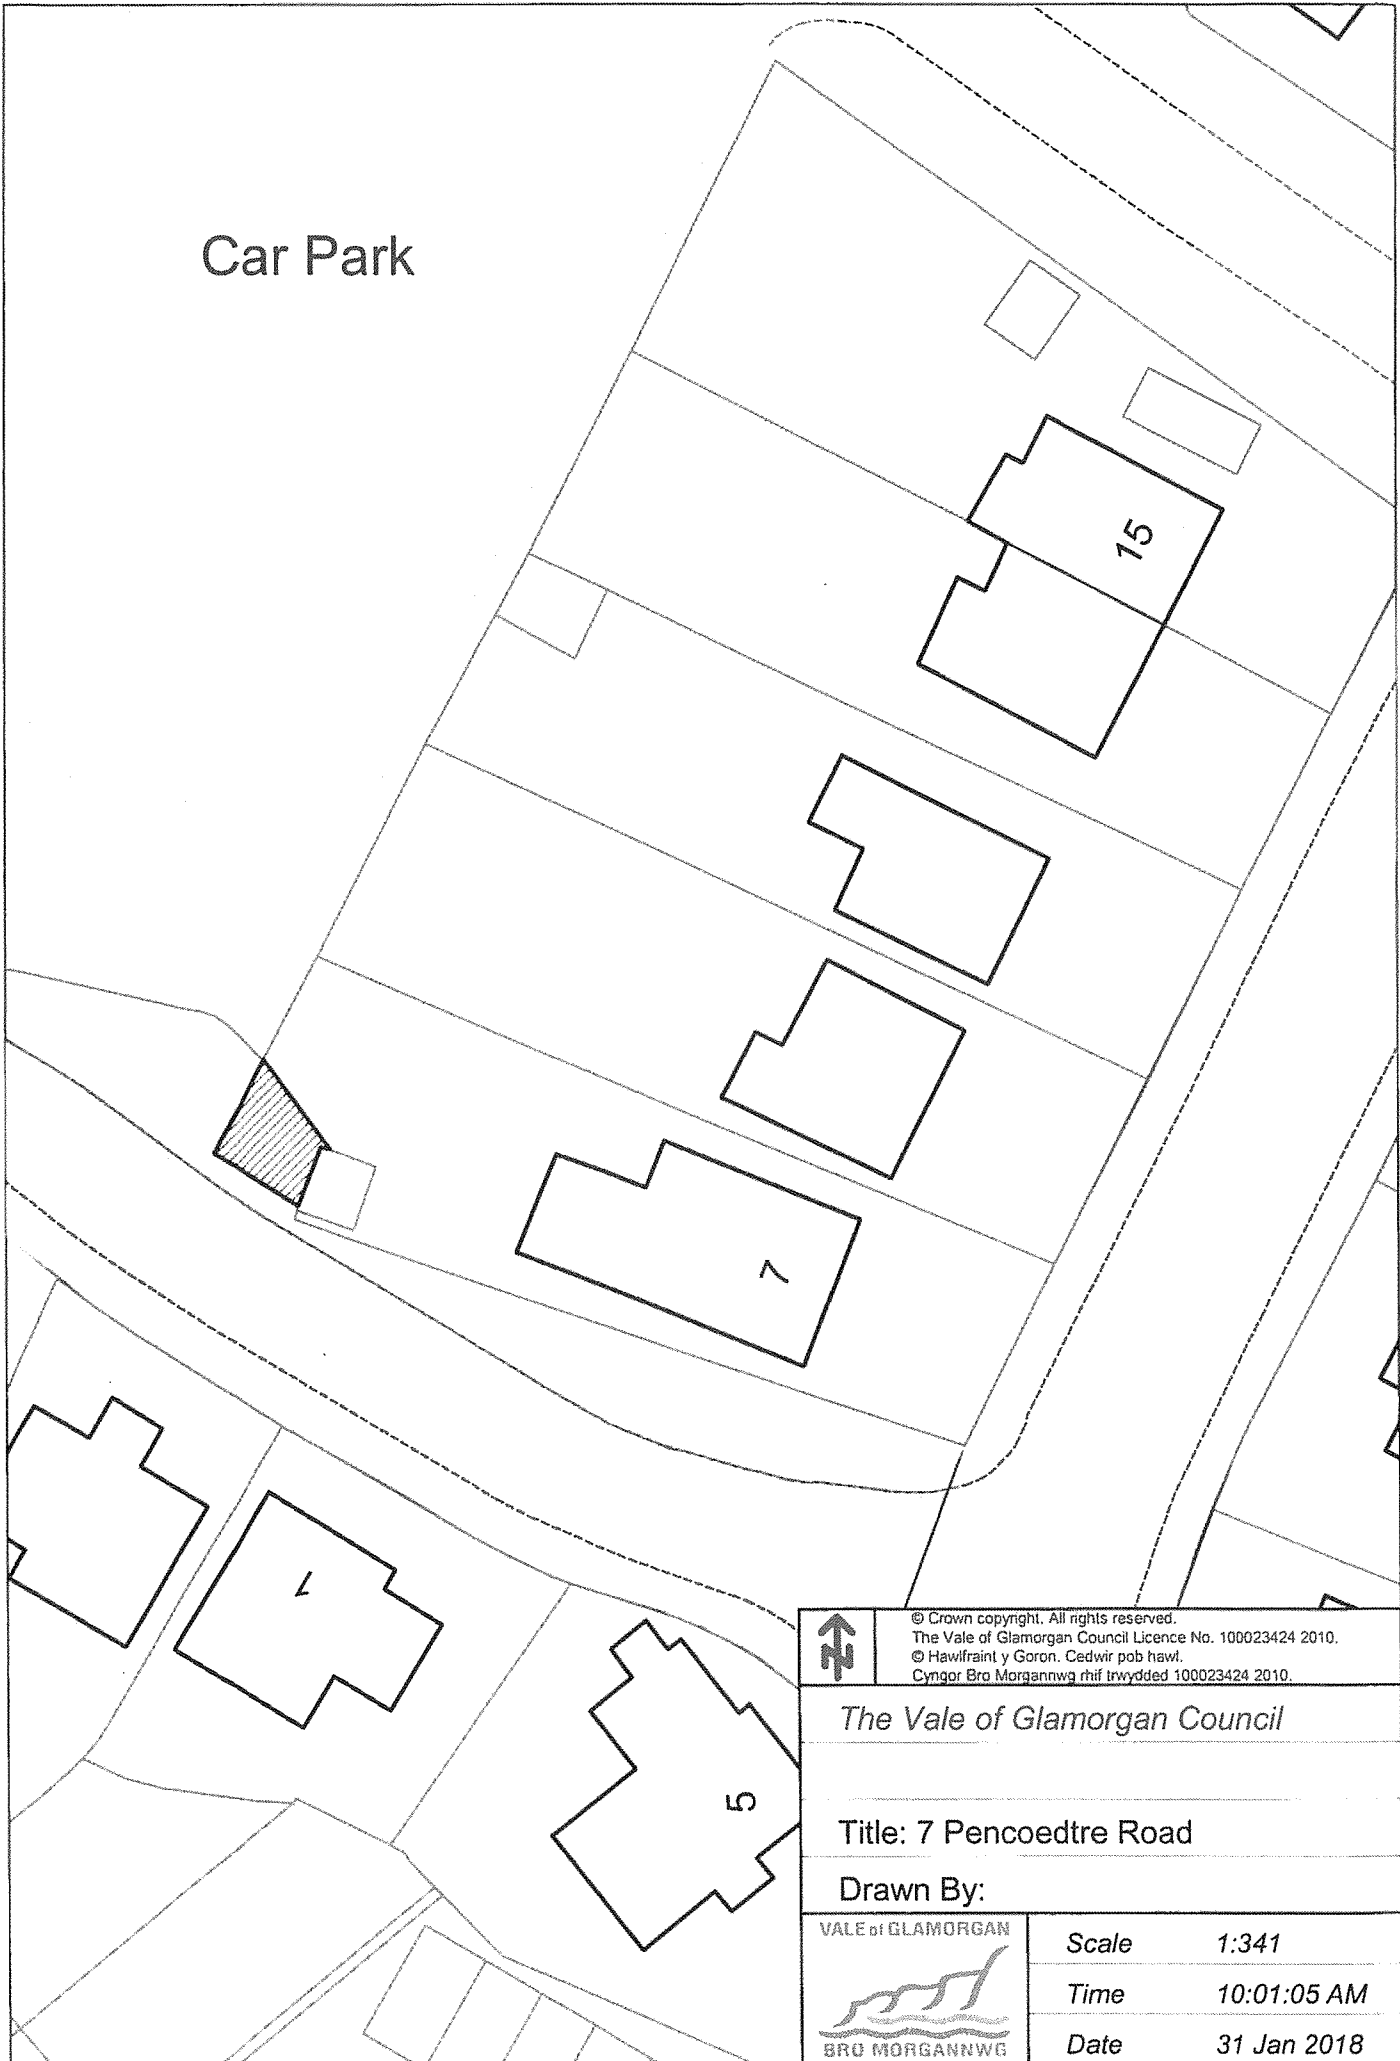 Car Park
15
7
1
5
N
© Crown copyright. All rights reserved.
The Vale of Glamorgan Council Licence No. 100023424 2010.
© Hawlfraint y Goron. Cedwir pob hawl.
Cyngor Bro Morgannwg rhif trwydded 100023424 2010.
The Vale of Glamorgan Council
Title: 7 Pencoedtre Road
Drawn By:
VALE of GLAMORGAN
BRO MORGANNWG
Scale 1:341
Time 10:01:05 AM
Date 31 Jan 2018